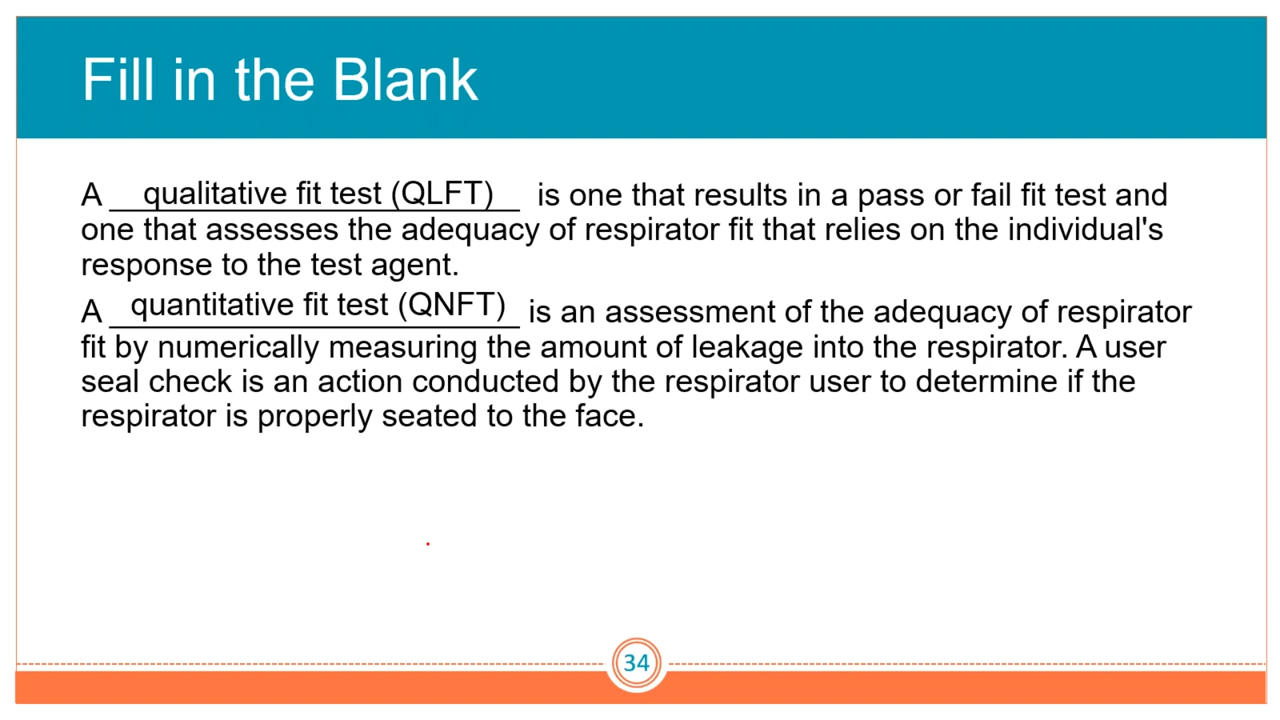 Fill in the Blank
A qualitative fit test (QLFT) is one that results in a pass or fail fit test and
one that assesses the adequacy of respirator fit that relies on the individual's
response to the test agent.
A quantitative fit test (QNFT) is an assessment of the adequacy of respirator
fit by numerically measuring the amount of leakage into the respirator. A user
seal check is an action conducted by the respirator user to determine if the
respirator is properly seated to the face.
34